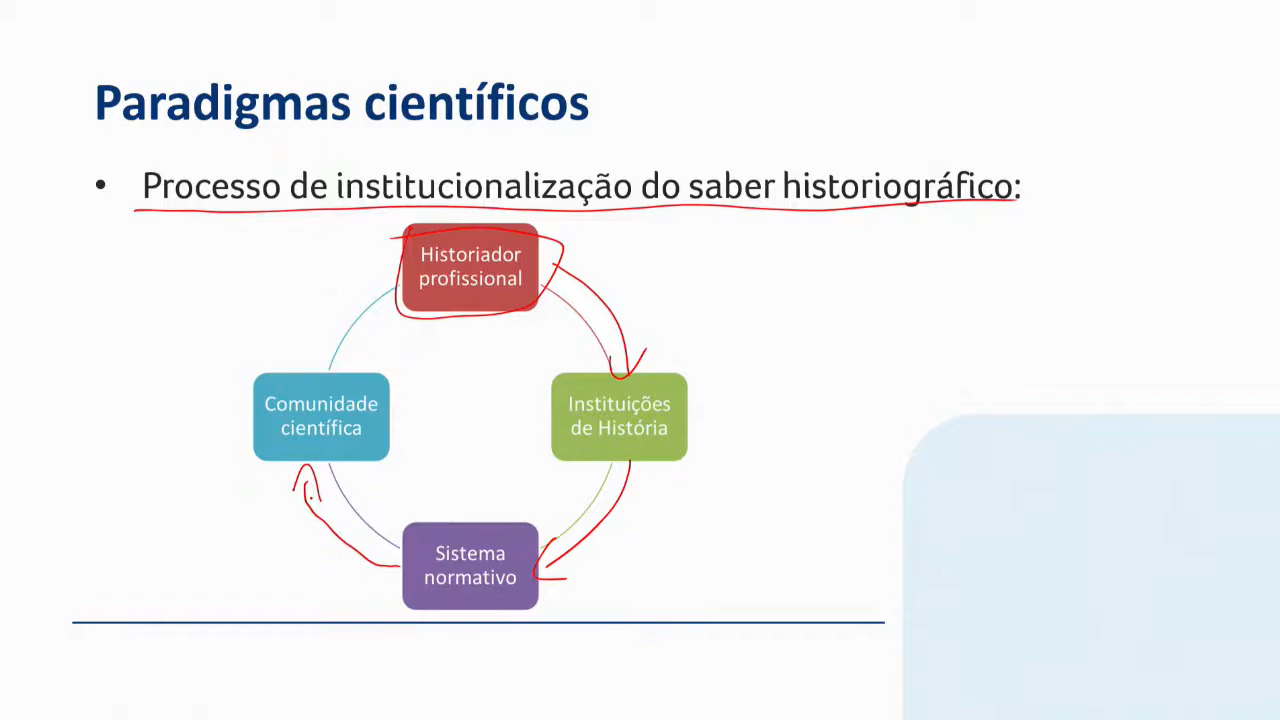 Paradigmas científicos
• Processo de institucionalização do saber historiográfico:
Historiador
profissional
Comunidade
científica
Instituições
de História
Sistema
normativo